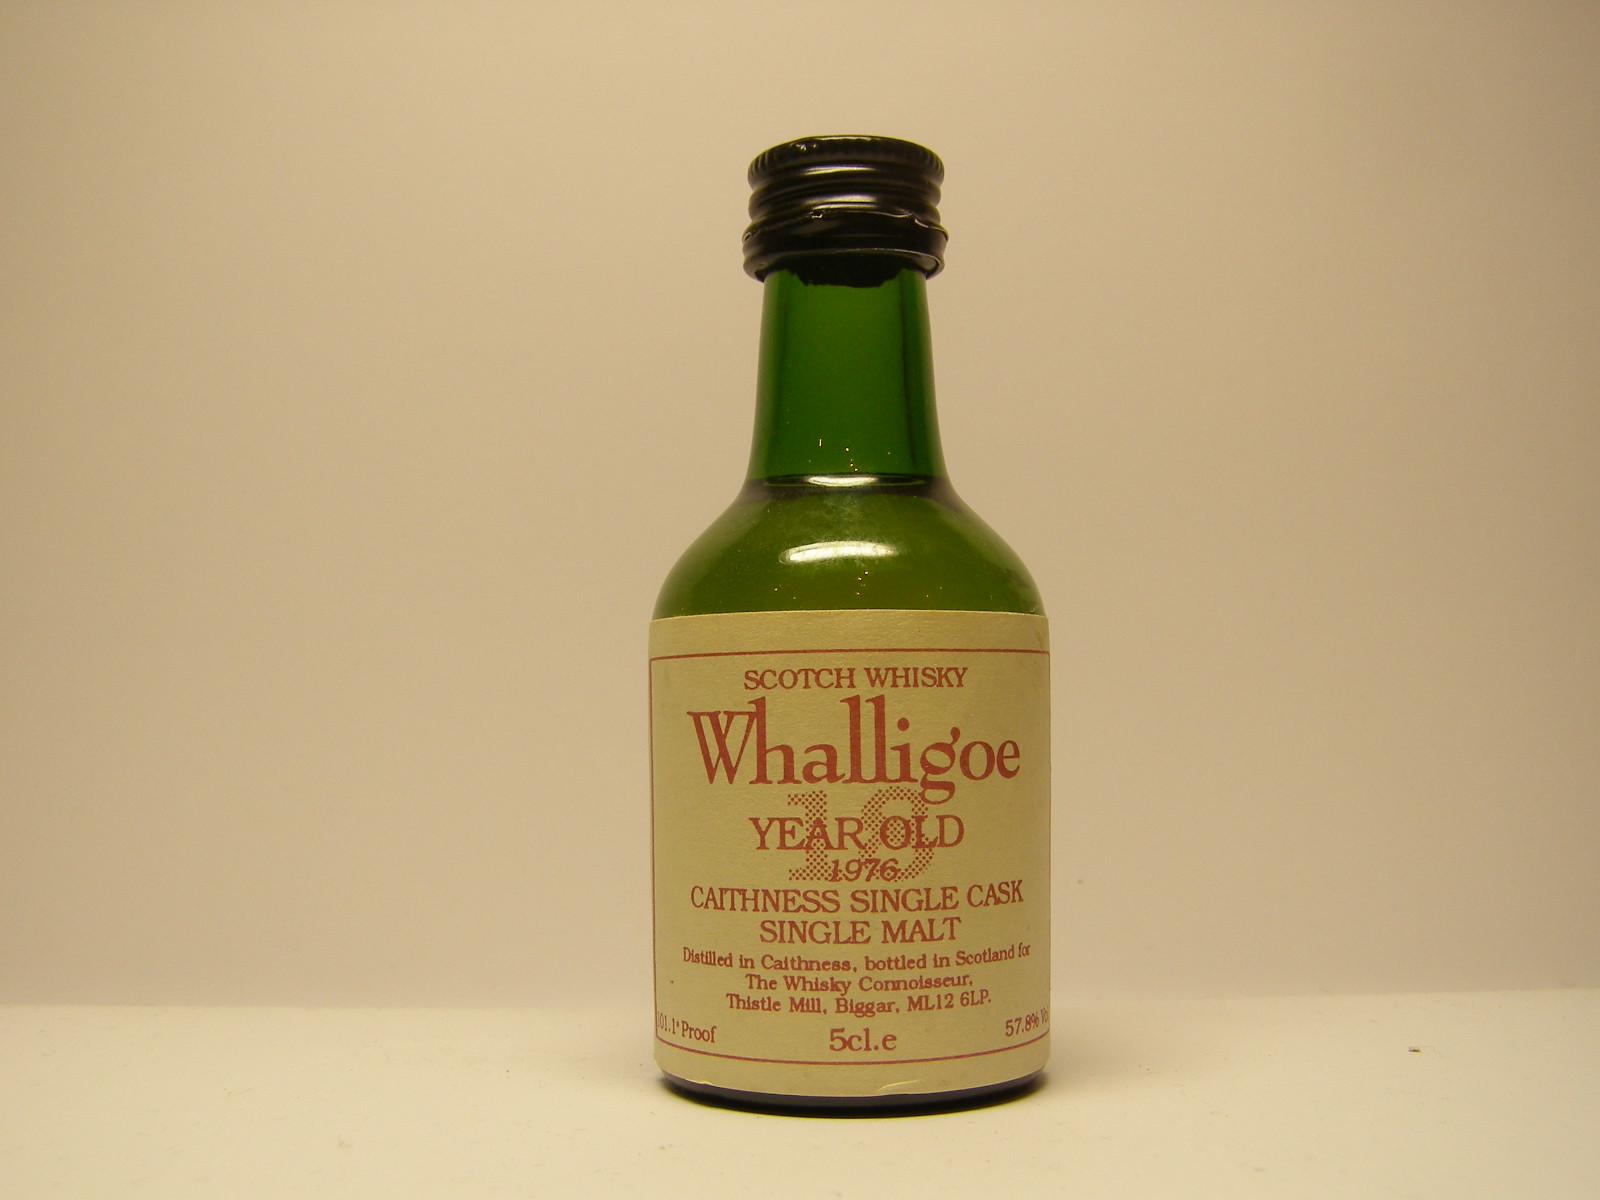 SCOTCH WHISKY
Whalligoe
YEAR OLD
1976
CAITHNESS SINGLE CASK
SINGLE MALT
Distilled in Caithness, bottled in Scotland for
The Whisky Connoisseur,
Thistle Mill, Biggar, ML12 6LP.
101.1° Proof 5cl.e 57.8% Vol